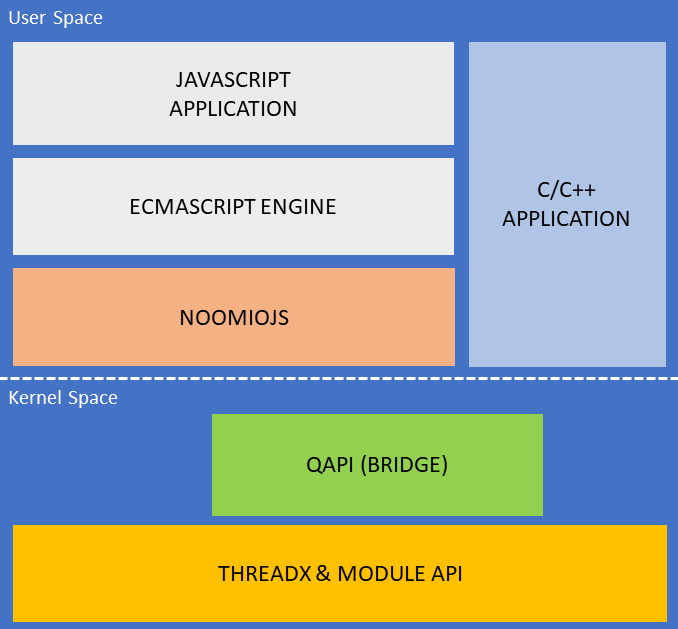 User Space
JAVASCRIPT
APPLICATION
ECMASCRIPT ENGINE
NOOMIOJS
C/C++
APPLICATION
Kernel Space
QAPI (BRIDGE)
THREADX & MODULE API